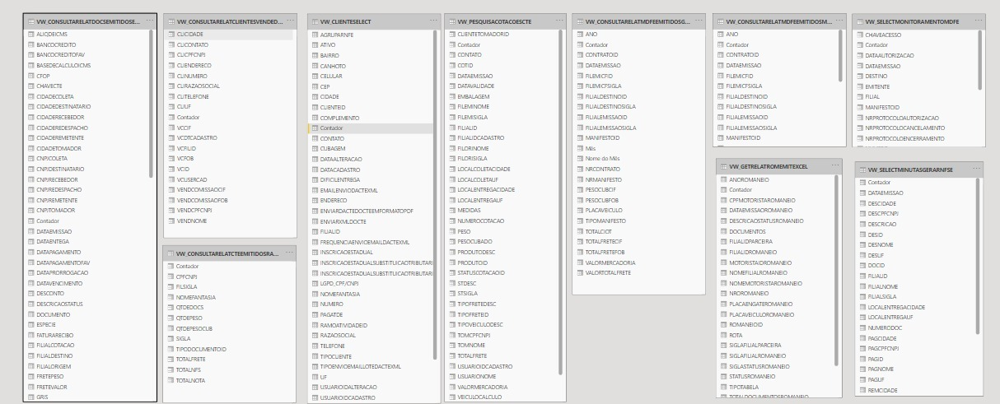 VW_CONSULTARELATDOCSEMITIDOSE...
ALIQDEICMS
BANCOCREDITO
BANCOCREDITOFAV
BASEDECALCULOICMS
CFOP
CHAVECTE
CIDADECOLETA
CIDADEDESTINATARIO
CIDADERECEBEDOR
CIDADEREDESPACHO
CIDADEREMETENTE
CIDADETOMADOR
CNPJCOLETA
CNPJDESTINATARIO
CNPJRECEBEDOR
CNPJREDESPACHO
CNPJREMETENTE
CNPJTOMADOR
Contador
DATAEMISSAO
DATAENTEGA
DATAPAGAMENTO
DATAPAGAMENTOFAV
DATAPRORROGACAO
DATAVENCIMENTO
DESCONTO
DESCRICAOSTATUS
DOCUMENTO
ESPECIE
FATURARECIBO
FILIALCOTACAO
FILIALDESTINO
FILIALORIGEM
FRETEPESO
FRETEVALOR
GRIS
VW_CONSULTARELATCLIENTESVENDED...
CLICIDADE
CLICONTATO
CLICPFCNPJ
CLIENDERECO
CLINUMERO
CLIRAZAOSOCIAL
CLITELEFONE
CLIUF
Contador
VCCIF
VCDTCADASTRO
VCFILID
VCFOB
VCID
VCUSERCAD
VENDCOMISSAOCIF
VENDCOMISSAOFOB
VENDCPFCNPJ
VENDNOME
VW_CONSULTARELATCTEEMITIDOSRA...
Contador
CPFCNPJ
FILSIGLA
NOMEFANTASIA
QTDEDOCS
QTDEPESO
QTDEPESOCUB
SIGLA
TIPODOCUMENTOID
TOTALFRETE
TOTALNFS
TOTALNOTA
VW_CLIENTESELECT
AGRUPARNFE
ATIVO
BAIRRO
CANHOTO
CELULAR
CEP
CIDADE
CLIENTEID
COMPLEMENTO
Contador
CONTATO
CUBAGEM
DATAALTERACAO
DATACADASTRO
DIFICILENTREGA
EMAILENVIODACTEXML
ENDERECO
ENVIARDACTEDOCTEEMFORMATOPDF
ENVIARXMLDOCTE
FILIALID
FREQUENCIAENVIOEMAILDACTEXML
INSCRICAOESTADUAL
INSCRICAOESTADUALSUBSTITUICAOTRIBUTARI
INSCRICAOESTADUALSUBSTITUICAOTRIBUTARI
LGPD_CPF/CNPJ
NOMEFANTASIA
NUMERO
PAGATDE
RAMOATIVIDADEID
RAZAOSOCIAL
TELEFONE
TIPOCLIENTE
TIPOENVIOEMAILLOTEDACTEXML
UF
USUARIOIDALTERACAO
USUARIOIDCADASTRO
VW_PESQUISACOTACOESCTE
CLIENTETOMADORID
Contador
CONTATO
COTID
DATAEMISSAO
DATAVALIDADE
EMBALAGEM
FILEMINOME
FILEMISIGLA
FILIALID
FILIALIDCADASTRO
FILORINOME
FILORISIGLA
LOCALCOLETACIDADE
LOCALCOLETAUF
LOCALENTREGACIDADE
LOCALENTREGAUF
MEDIDAS
NUMEROCOTACAO
PESO
PESOCUBADO
PRODUTODESC
PRODUTOID
STATUSCOTACAOID
STDESC
STSIGLA
TIPOFRETEDESC
TIPOFRETEID
TIPOVEICULODESC
TOMCPFCNPJ
TOMNOME
TOTALFRETE
USUARIOIDCADASTRO
USUARIONOME
VALORMERCADORIA
VEICULOCALCULO
VW_CONSULTARELATMDFEEMITIDOSG...
ANO
Contador
CONTRATOID
DATAEMISSAO
FILEMICFID
FILEMICFSIGLA
FILIALDESTINOID
FILIALDESTINOSIGLA
FILIALEMISSAOID
FILIALEMISSAOSIGLA
MANIFESTOID
Mês
Nome do Mês
NRCONTRATO
NRMANIFESTO
PESOCUBCIF
PESOCUBFOB
PLACAVEICULO
TIPOMANIFESTO
TOTALCIOT
TOTALFRETECIF
TOTALFRETEFOB
VALORMERCADORIA
VALORTOTALFRETE
VW_CONSULTARELATMDFEEMITIDOSM...
ANO
Contador
CONTRATOID
DATAEMISSAO
FILEMICFID
FILEMICFSIGLA
FILIALDESTINOID
FILIALDESTINOSIGLA
FILIALEMISSAOID
FILIALEMISSAOSIGLA
MANIFESTOID
VW_GETRELATROMEMITEXCEL
ANOROMANEIO
Contador
CPFMOTORISTAROMANEIO
DATAEMISSAOROMANEIO
DESCRICAOSTATUSROMANEIO
DOCUMENTOS
FILIALIDPARCEIRA
FILIALIDROMANEIO
MOTORISTAIDROMANEIO
NOMEFILIALROMANEIO
NOMEMOTORISTAROMANEIO
NROROMANEIO
PLACAENGATEROMANEIO
PLACAVEICULOROMANEIO
ROMANEIOID
ROTA
SIGLAFILIALPARCEIRA
SIGLAFILIALROMANEIO
SIGLASTATUSROMANEIO
STATUSROMANEIO
TIPOTABELA
TOTALDOCUMENTOSROMANEIO
VW_SELECTMONITORAMENTOMDFE
CHAVEACESSO
Contador
DATAAUTORIZACAO
DATAEMISSAO
DESTINO
EMITENTE
FILIAL
MANIFESTOID
NRPROTOCOLOAUTORIZACAO
NRPROTOCOLOCANCELAMENTO
NRPROTOCOLOENCERRAMENTO
VW_SELECTMINUTASGERARNFSE
Contador
DATAEMISSAO
DESCIDADE
DESCPFCNPJ
DESCRICAO
DESID
DESNOME
DESUF
DOCID
FILIALID
FILIALNOME
FILIALSIGLA
LOCALENTREGACIDADE
LOCALENTREGAUF
NUMERODOC
PAGCIDADE
PAGCPFCNPJ
PAGID
PAGNOME
PAGUF
REMCIDADE